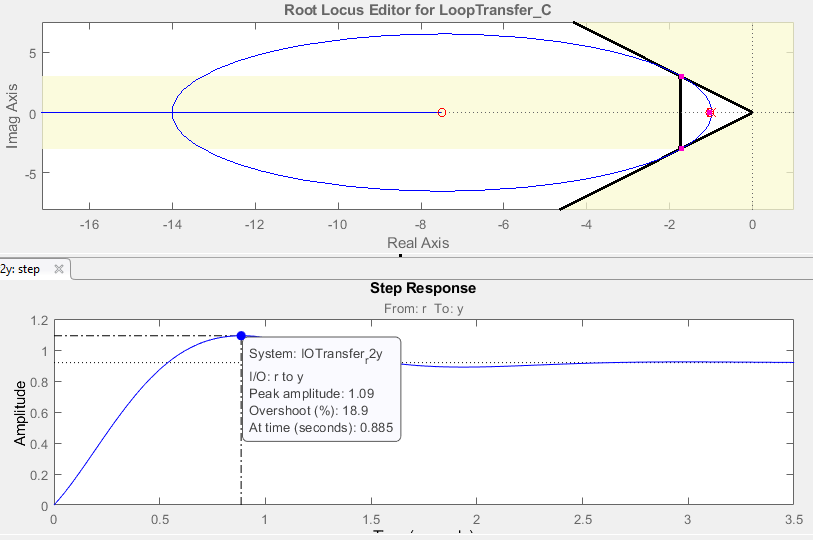 Root Locus Editor for LoopTransfer_C
Imag Axis
5
0
-5
-16 -14 -12 -10 -8 -6 -4 -2 0
Real Axis
2y: step
Step Response
From: r To: y
Amplitude
1.2
1
0.8
0.6
0.4
0.2
0
System: IOTransfer_r2y
I/O: r to y
Peak amplitude: 1.09
Overshoot (%): 18.9
At time (seconds): 0.885
0 0.5 1 1.5 2 2.5 3 3.5